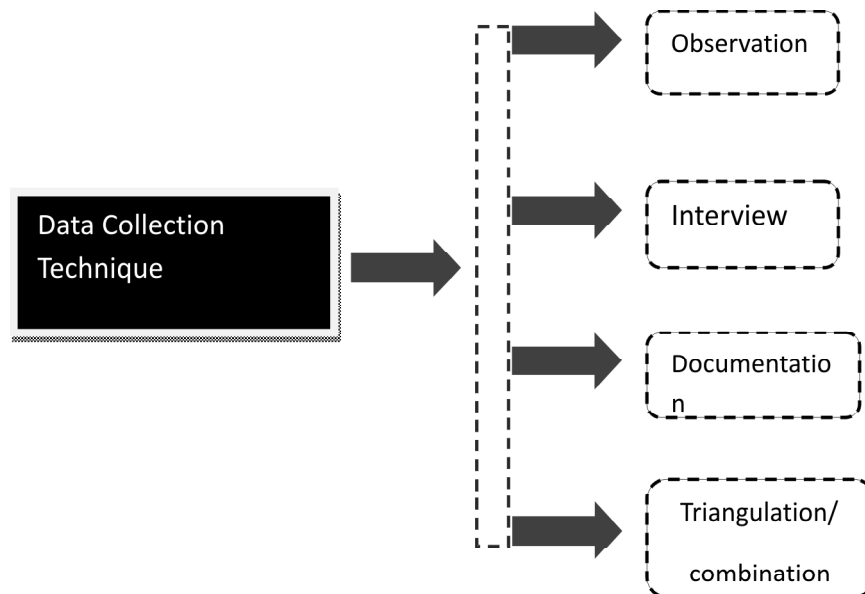 Data Collection
Technique
Observation
Interview
Documentatio
n
Triangulation/
combination